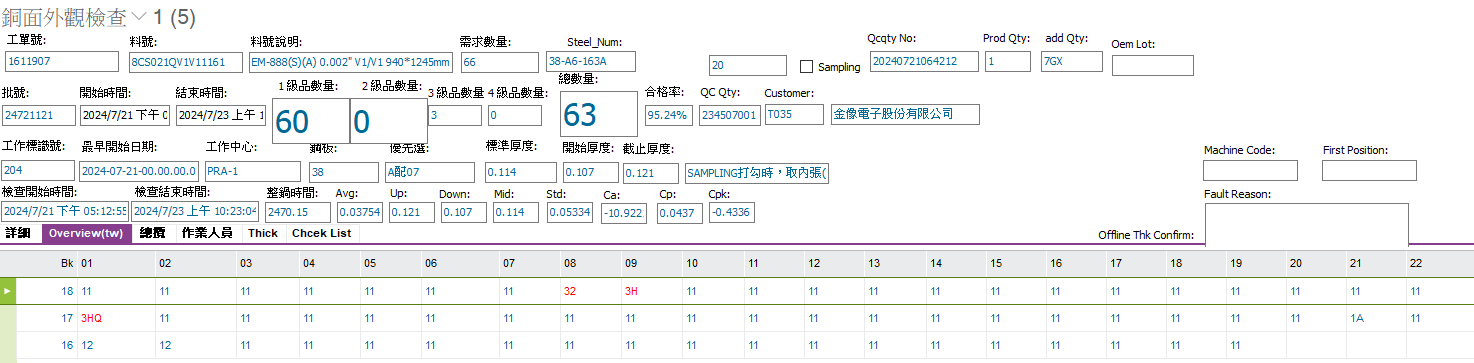 銅面外觀檢查 1 (5)
工單號: 料號: 料號說明: 需求數量: Steel_Num: Qcqty No: Prod Qty: add Qty: Oem Lot:
1611907 8CS021QV1V11161 EM-888(S)(A) 0.002" V1/V1 940*1245mm 66 38-A6-163A 20 Sampling 20240721064212 1 7GX
批號: 開始時間: 結束時間: 1 級品數量: 2 級品數量: 3 級品數量 4 級品數量: 總數量: 合格率: QC Qty: Customer:
24721121 2024/7/21 下午 0 2024/7/23 上午 1 60 0 3 0 63 95.24% 234507001 T035 金像電子股份有限公司
工作標識號: 最早開始日期: 工作中心: 鋼板: 優先選: 標準厚度: 開始厚度: 截止厚度: Machine Code: First Position:
204 2024-07-21-00.00.00.0 PRA-1 38 A配07 0.114 0.107 0.121 SAMPLING打勾時，取內張(
檢查開始時間: 檢查結束時間: 整鍋時間: Avg: Up: Down: Mid: Std: Ca: Cp: Cpk: Fault Reason:
2024/7/21 下午 05:12:55 2024/7/23 上午 10:23:04 2470.15 0.03754 0.121 0.107 0.114 0.05334 -10.922 0.0437 -0.4336
詳細 Overview(tw) 總攬 作業人員 Thick Chcek List Offline Thk Confirm:
Bk 01 02 03 04 05 06 07 08 09 10 11 12 13 14 15 16 17 18 19 20 21 22
18 11 11 11 11 11 11 11 32 3H 11 11 11 11 11 11 11 11 11 11 11 11 11
17 3HQ 11 11 11 11 11 11 11 11 11 11 11 11 11 11 11 11 11 11 11 1A 11
16 12 12 11 11 11 11 11 11 11 11 11 11 11 11 11 11 11 11 11